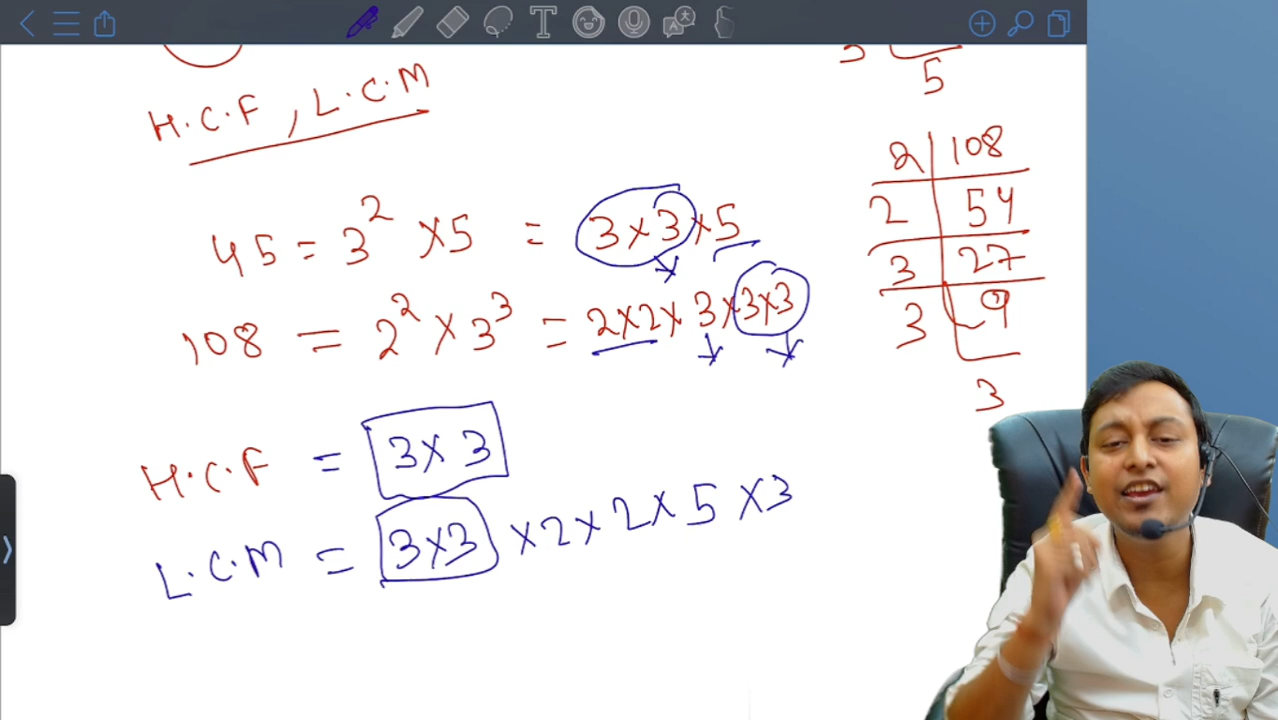 3
5
H.C.F, L.C.M
45 = 3² × 5 = 3×3×5
108 = 2² × 3³ = 2×2×3×3×3
2 | 108
2 | 54
3 | 27
3 | 9
3
H.C.F = 3×3
L.C.M = 3×3 ×2×2×5×3